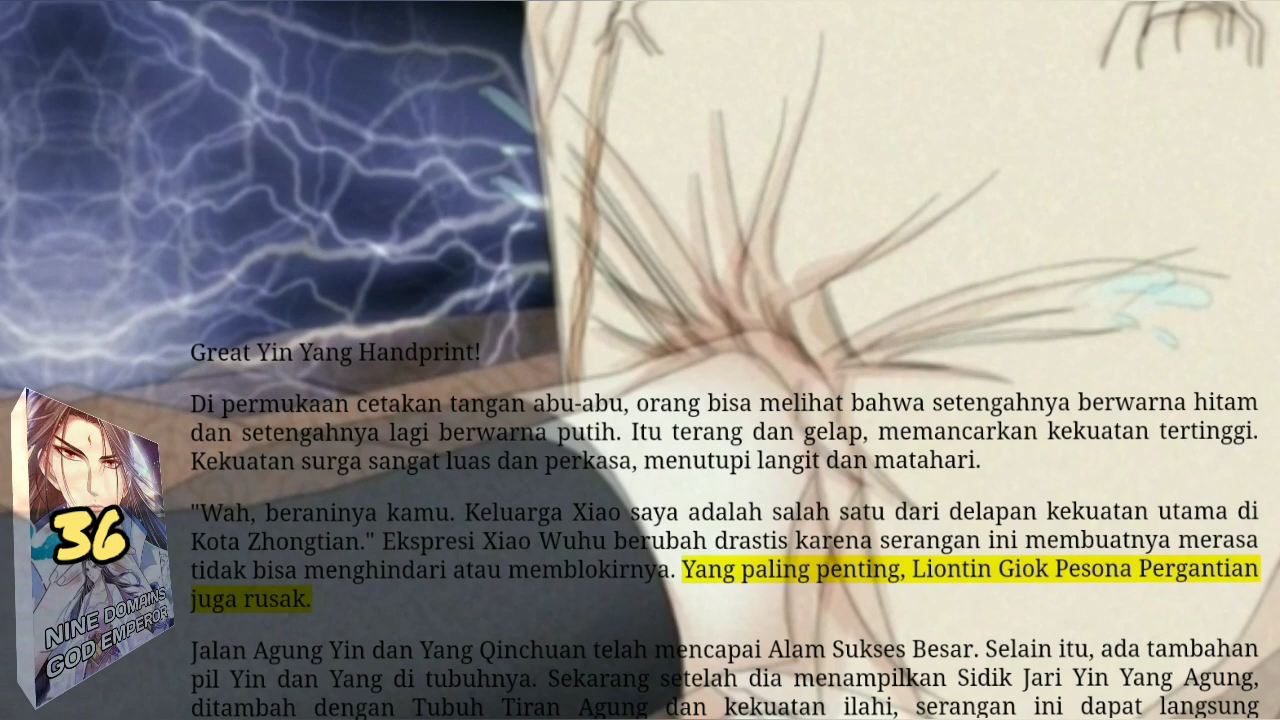 Great Yin Yang Handprint!
Di permukaan cetakan tangan abu-abu, orang bisa melihat bahwa setengahnya berwarna hitam
dan setengahnya lagi berwarna putih. Itu terang dan gelap, memancarkan kekuatan tertinggi.
Kekuatan surga sangat luas dan perkasa, menutupi langit dan matahari.
"Wah, beraninya kamu. Keluarga Xiao saya adalah salah satu dari delapan kekuatan utama di
Kota Zhongtian." Ekspresi Xiao Wuhu berubah drastis karena serangan ini membuatnya merasa
tidak bisa menghindari atau memblokirnya. Yang paling penting, Liontin Giok Pesona Pergantian
juga rusak.
Jalan Agung Yin dan Yang Qinchuan telah mencapai Alam Sukses Besar. Selain itu, ada tambahan
pil Yin dan Yang di tubuhnya. Sekarang setelah dia menampilkan Sidik Jari Yin Yang Agung,
ditambah dengan Tubuh Tiran Agung dan kekuatan ilahi, serangan ini dapat langsung
36
NINE DOMAINS
GOD EMPEROR